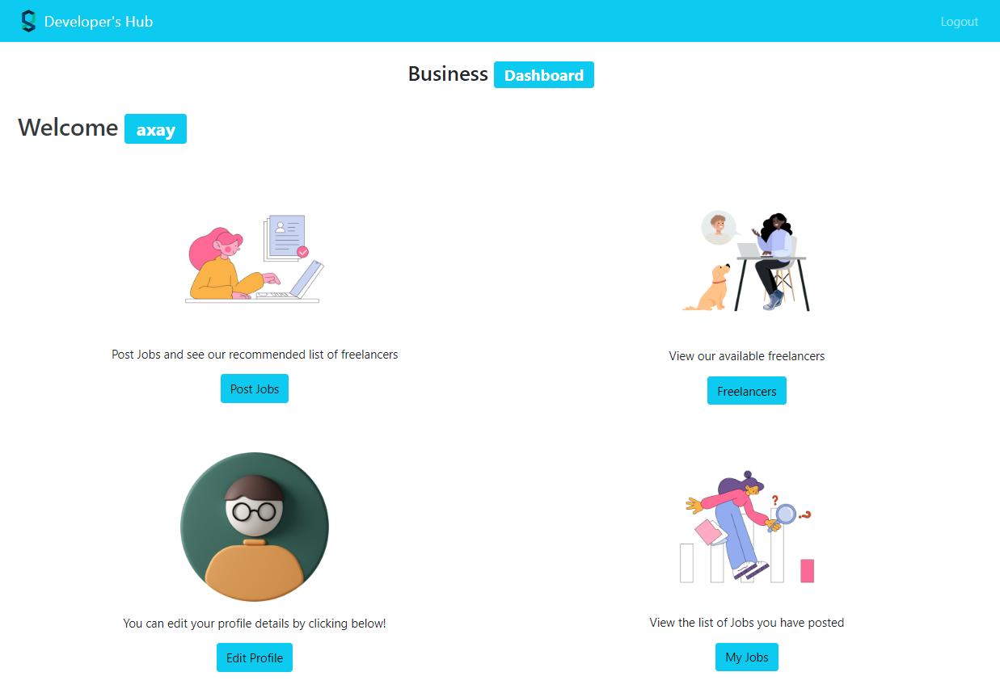 Developer's Hub
Logout
Business Dashboard
Welcome axay
Post Jobs and see our recommended list of freelancers
Post Jobs
View our available freelancers
Freelancers
You can edit your profile details by clicking below!
Edit Profile
View the list of Jobs you have posted
My Jobs